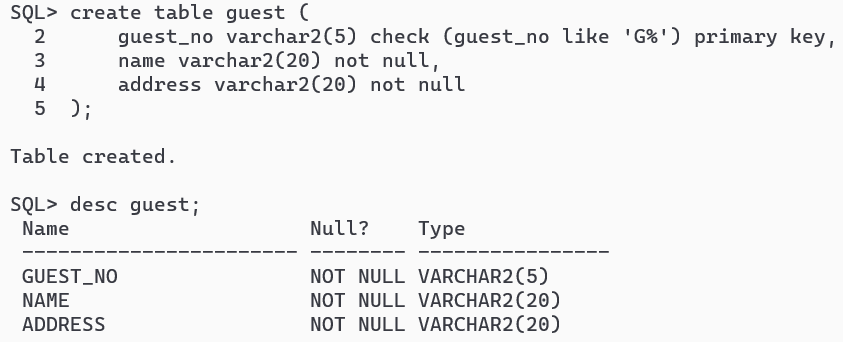 SQL> create table guest (
  2      guest_no varchar2(5) check (guest_no like 'G%') primary key,
  3      name varchar2(20) not null,
  4      address varchar2(20) not null
  5  );
Table created.
SQL> desc guest;
 Name                    Null?    Type
 ----------------------- -------- ----------------
 GUEST_NO                NOT NULL VARCHAR2(5)
 NAME                    NOT NULL VARCHAR2(20)
 ADDRESS                 NOT NULL VARCHAR2(20)